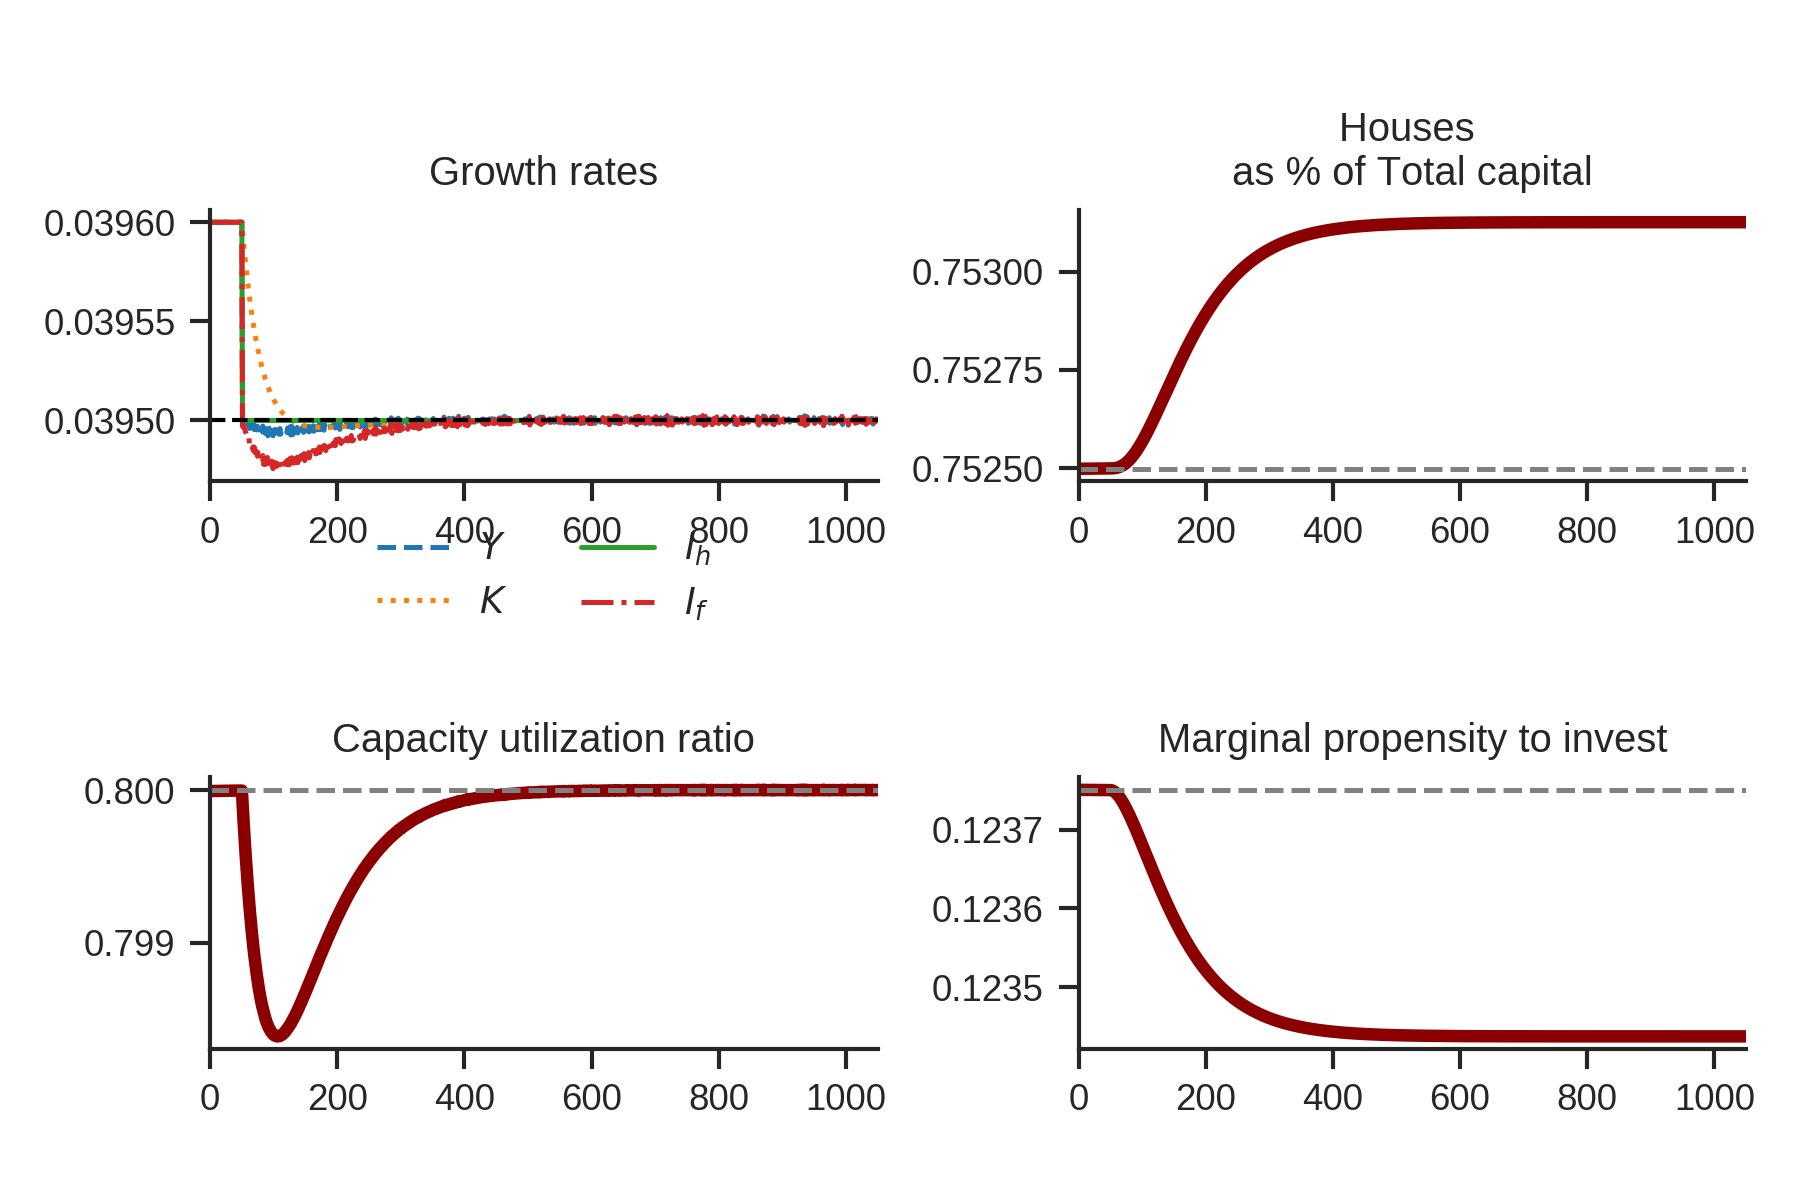 Growth rates
0.03960
0.03955
0.03950
0 200 400 600 800 1000
Y I_h
K I_f
Houses
as % of Total capital
0.75300
0.75275
0.75250
0 200 400 600 800 1000
Capacity utilization ratio
0.800
0.799
0 200 400 600 800 1000
Marginal propensity to invest
0.1237
0.1236
0.1235
0 200 400 600 800 1000